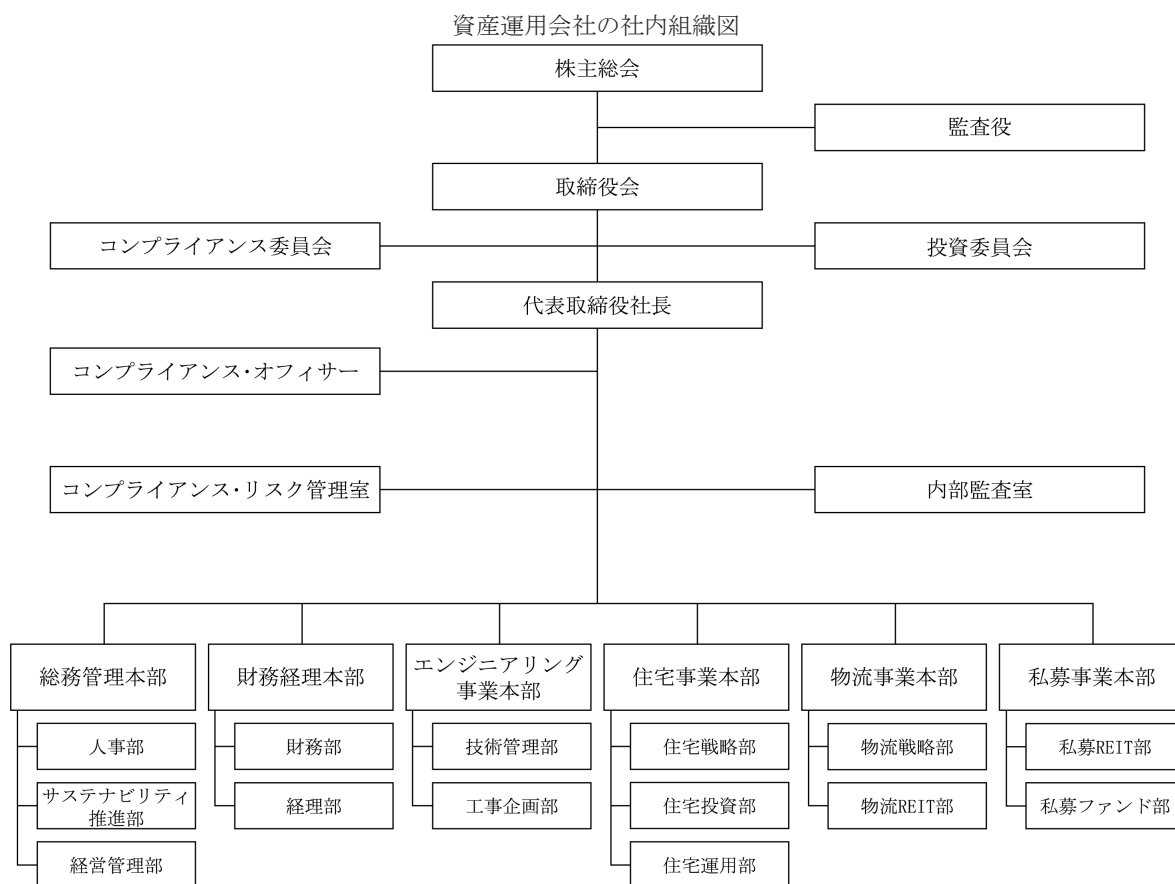 資産運用会社の社内組織図
株主総会
監査役
取締役会
コンプライアンス委員会
投資委員会
代表取締役社長
コンプライアンス・オフィサー
コンプライアンス・リスク管理室
内部監査室
総務管理本部
財務経理本部
エンジニアリング
事業本部
住宅事業本部
物流事業本部
私募事業本部
人事部
財務部
技術管理部
住宅戦略部
物流戦略部
私募REIT部
サステナビリティ
推進部
経理部
工事企画部
住宅投資部
物流REIT部
私募ファンド部
経営管理部
住宅運用部